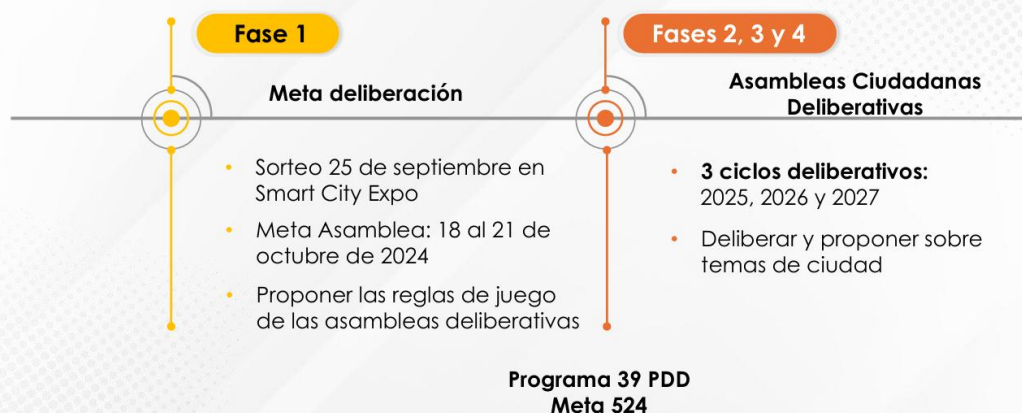 Fase 1
Meta deliberación
• Sorteo 25 de septiembre en
Smart City Expo
• Meta Asamblea: 18 al 21 de
octubre de 2024
• Proponer las reglas de juego
de las asambleas deliberativas
Fases 2, 3 y 4
Asambleas Ciudadanas
Deliberativas
• 3 ciclos deliberativos:
2025, 2026 y 2027
• Deliberar y proponer sobre
temas de ciudad
Programa 39 PDD
Meta 524